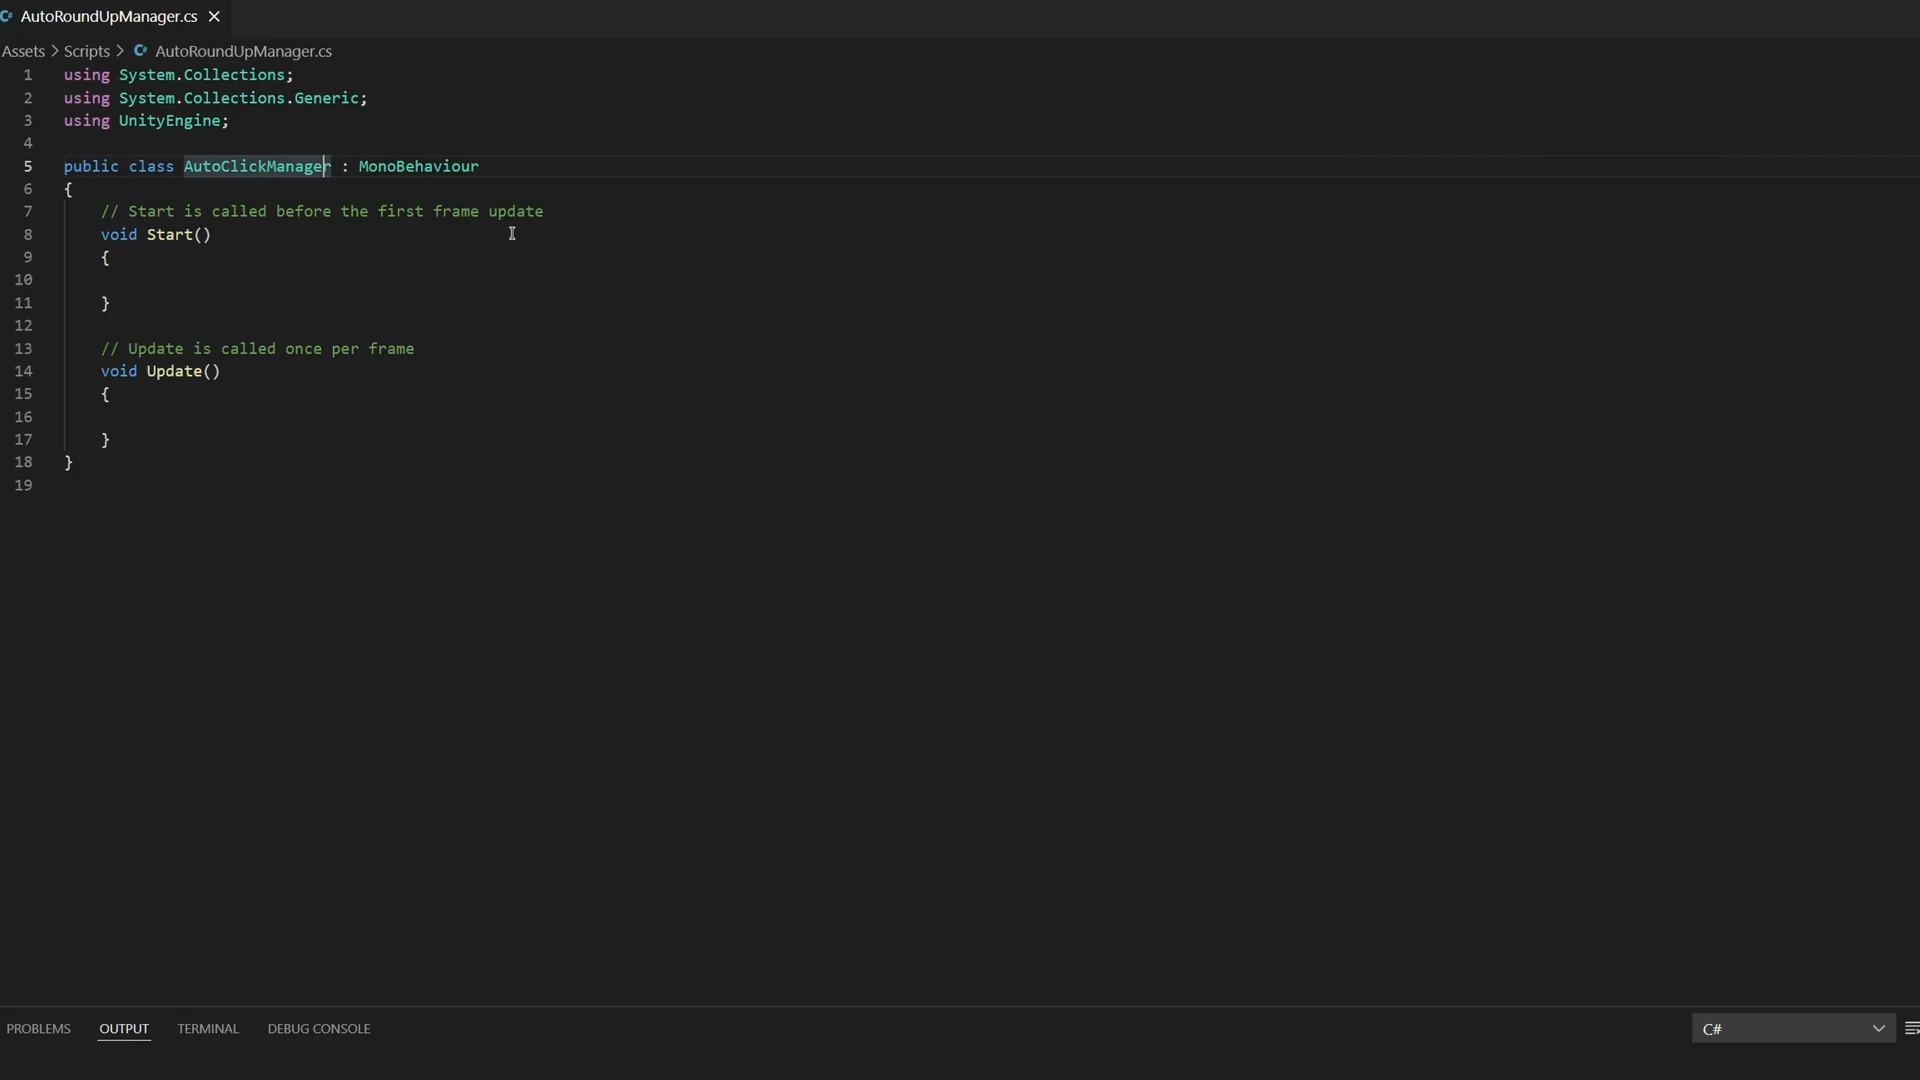 AutoRoundUpManager.cs
Assets > Scripts > AutoRoundUpManager.cs
1 using System.Collections;
2 using System.Collections.Generic;
3 using UnityEngine;
4
5 public class AutoClickManager : MonoBehaviour
6 {
7 // Start is called before the first frame update
8 void Start()
9 {
10
11 }
12
13 // Update is called once per frame
14 void Update()
15 {
16
17 }
18 }
19
PROBLEMS OUTPUT TERMINAL DEBUG CONSOLE C#